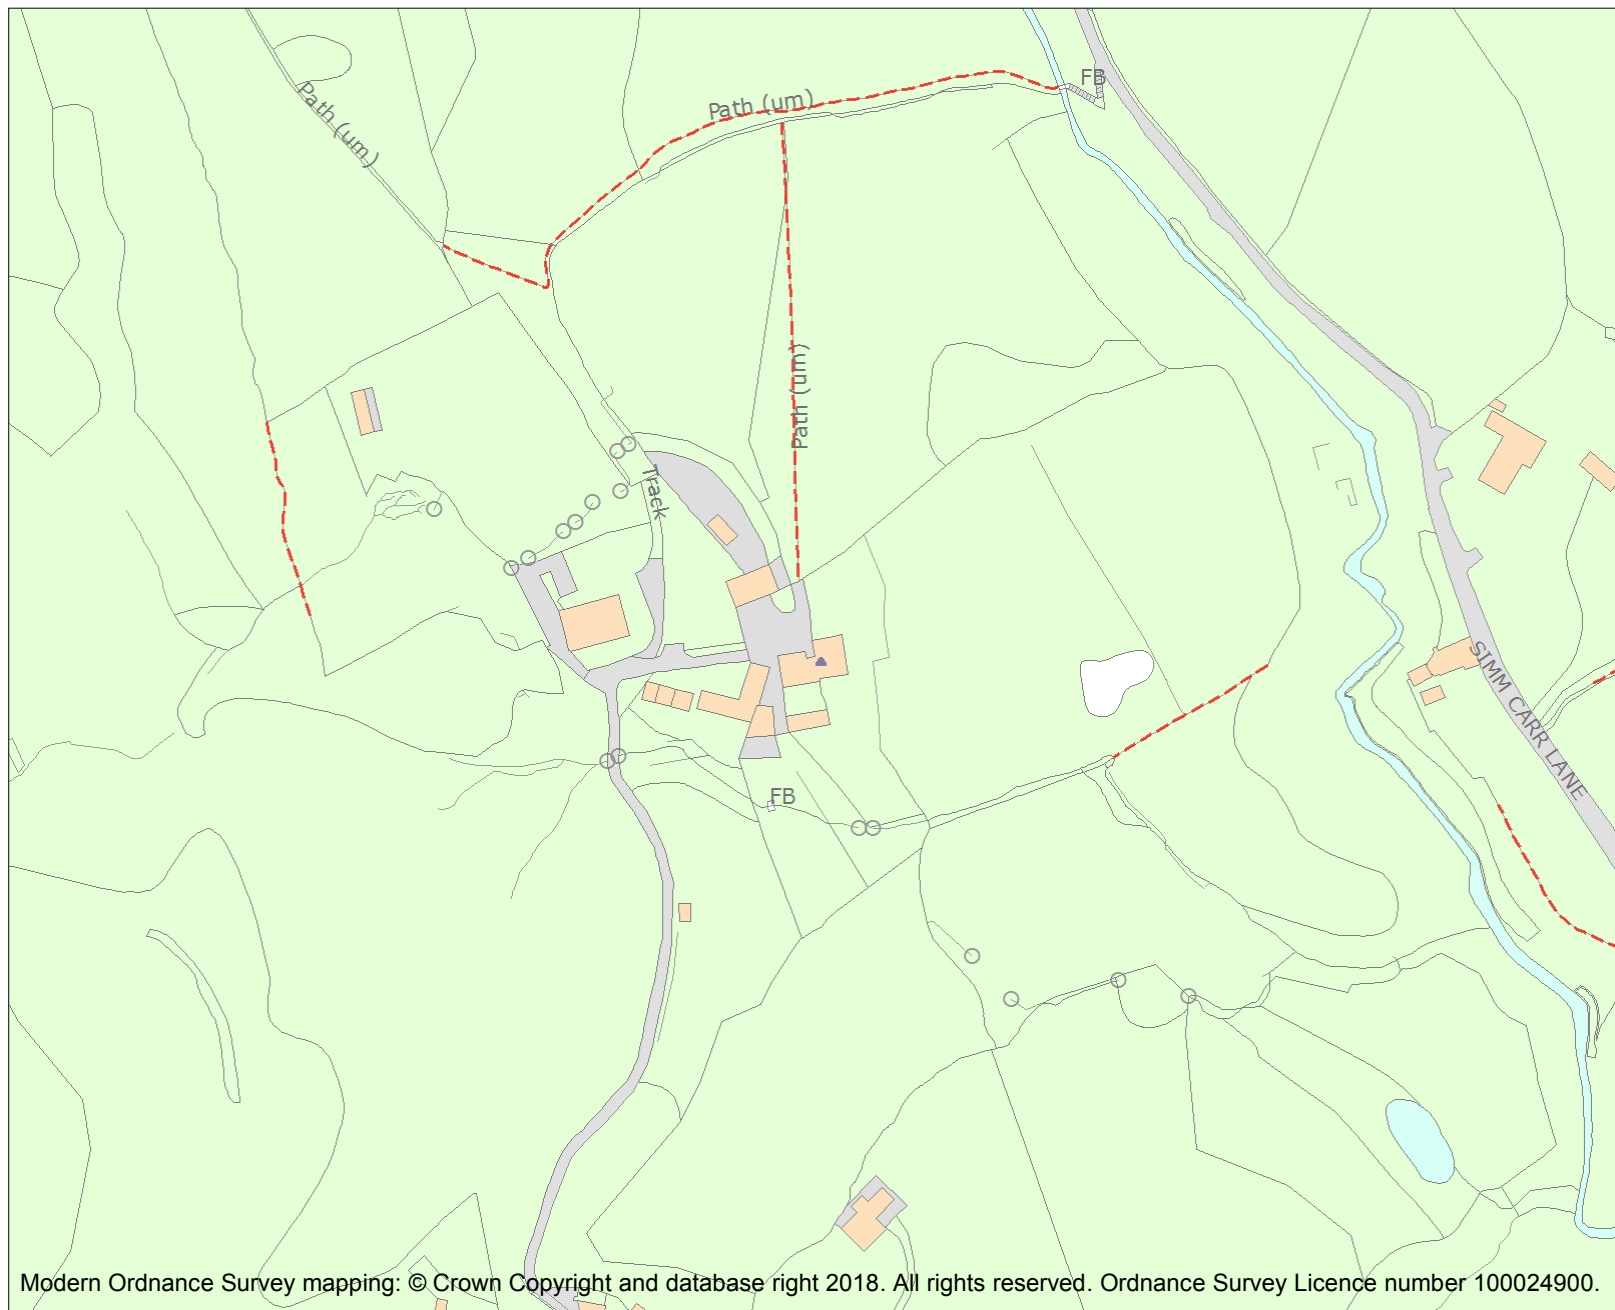 FB
Path (um)
Path (um)
Path (um)
Track
SIMM CARR LANE
FB
Modern Ordnance Survey mapping: © Crown Copyright and database right 2018. All rights reserved. Ordnance Survey Licence number 100024900.